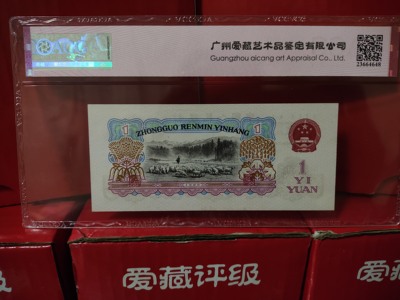 广州爱藏艺术品鉴定有限公司
Guangzhou aicang art Appraisal Co., Ltd.
23664648
ZHONGGUO RENMIN YINHANG
1
1
1
YI
YUAN
爱藏评级
爱藏